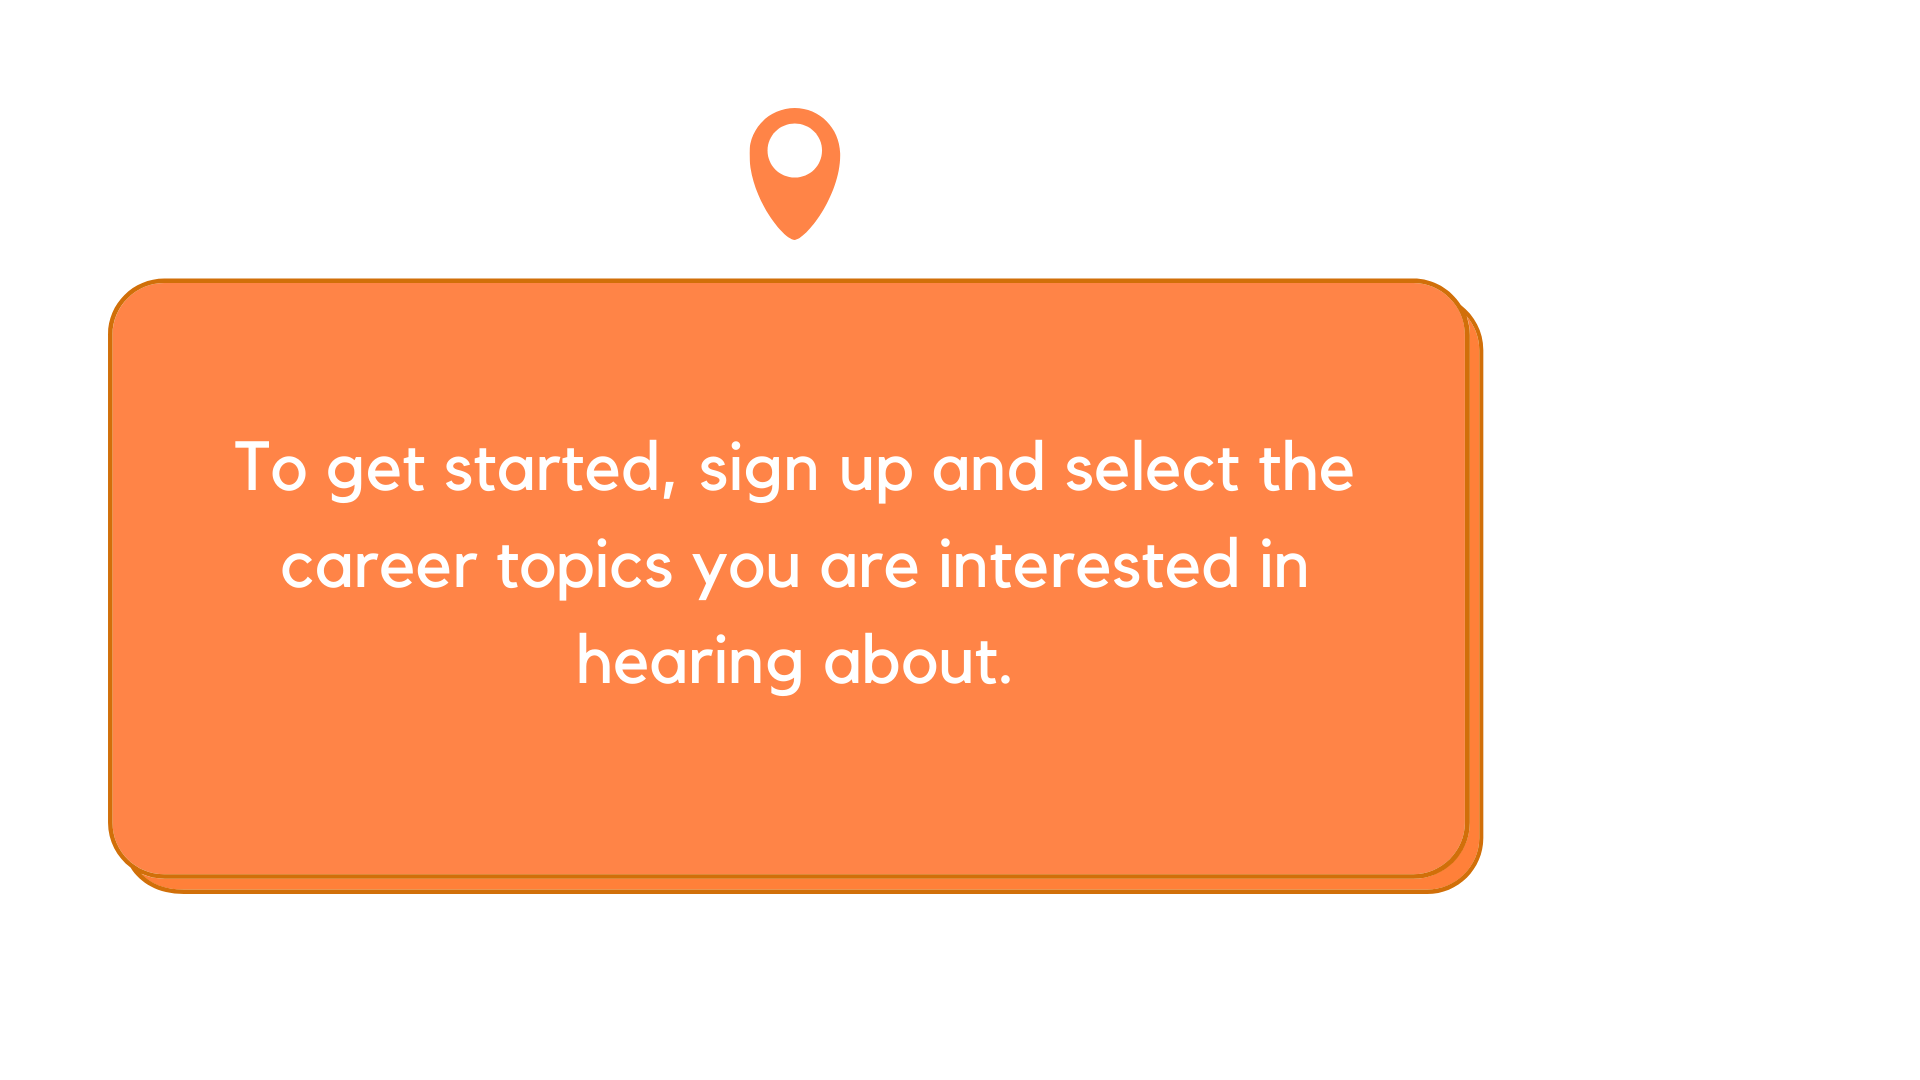 To get started, sign up and select the
career topics you are interested in
hearing about.